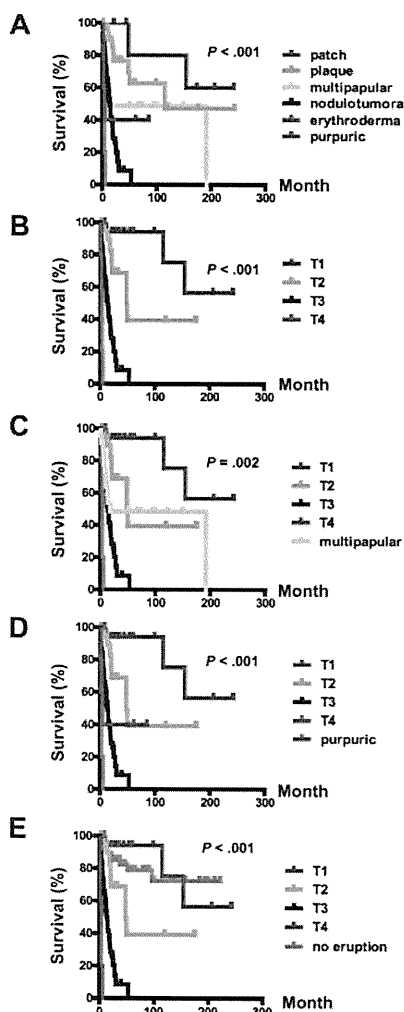 A
Survival (%)
100
80
60
40
20
0
0
100
200
300
Month
P < .001
patch
plaque
multipapular
nodulotumora
erythroderma
purpuric
B
Survival (%)
100
80
60
40
20
0
0
100
200
300
Month
P < .001
T1
T2
T3
T4
C
Survival (%)
100
80
60
40
20
0
0
100
200
300
Month
P = .002
T1
T2
T3
T4
multipapular
D
Survival (%)
100
80
60
40
20
0
0
100
200
300
Month
P < .001
T1
T2
T3
T4
purpuric
E
Survival (%)
100
80
60
40
20
0
0
100
200
300
Month
P < .001
T1
T2
T3
T4
no eruption